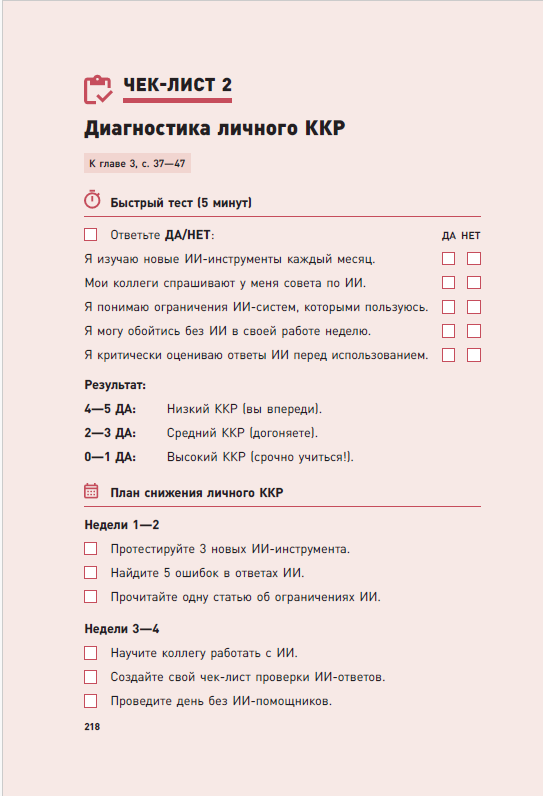 ЧЕК-ЛИСТ 2
Диагностика личного ККР
К главе 3, с. 37—47
Быстрый тест (5 минут)
Ответьте ДА/НЕТ: ДА НЕТ
Я изучаю новые ИИ-инструменты каждый месяц.
Мои коллеги спрашивают у меня совета по ИИ.
Я понимаю ограничения ИИ-систем, которыми пользуюсь.
Я могу обойтись без ИИ в своей работе неделю.
Я критически оцениваю ответы ИИ перед использованием.
Результат:
4—5 ДА: Низкий ККР (вы впереди).
2—3 ДА: Средний ККР (догоняете).
0—1 ДА: Высокий ККР (срочно учиться!).
План снижения личного ККР
Недели 1—2
Протестируйте 3 новых ИИ-инструмента.
Найдите 5 ошибок в ответах ИИ.
Прочитайте одну статью об ограничениях ИИ.
Недели 3—4
Научите коллегу работать с ИИ.
Создайте свой чек-лист проверки ИИ-ответов.
Проведите день без ИИ-помощников.
218